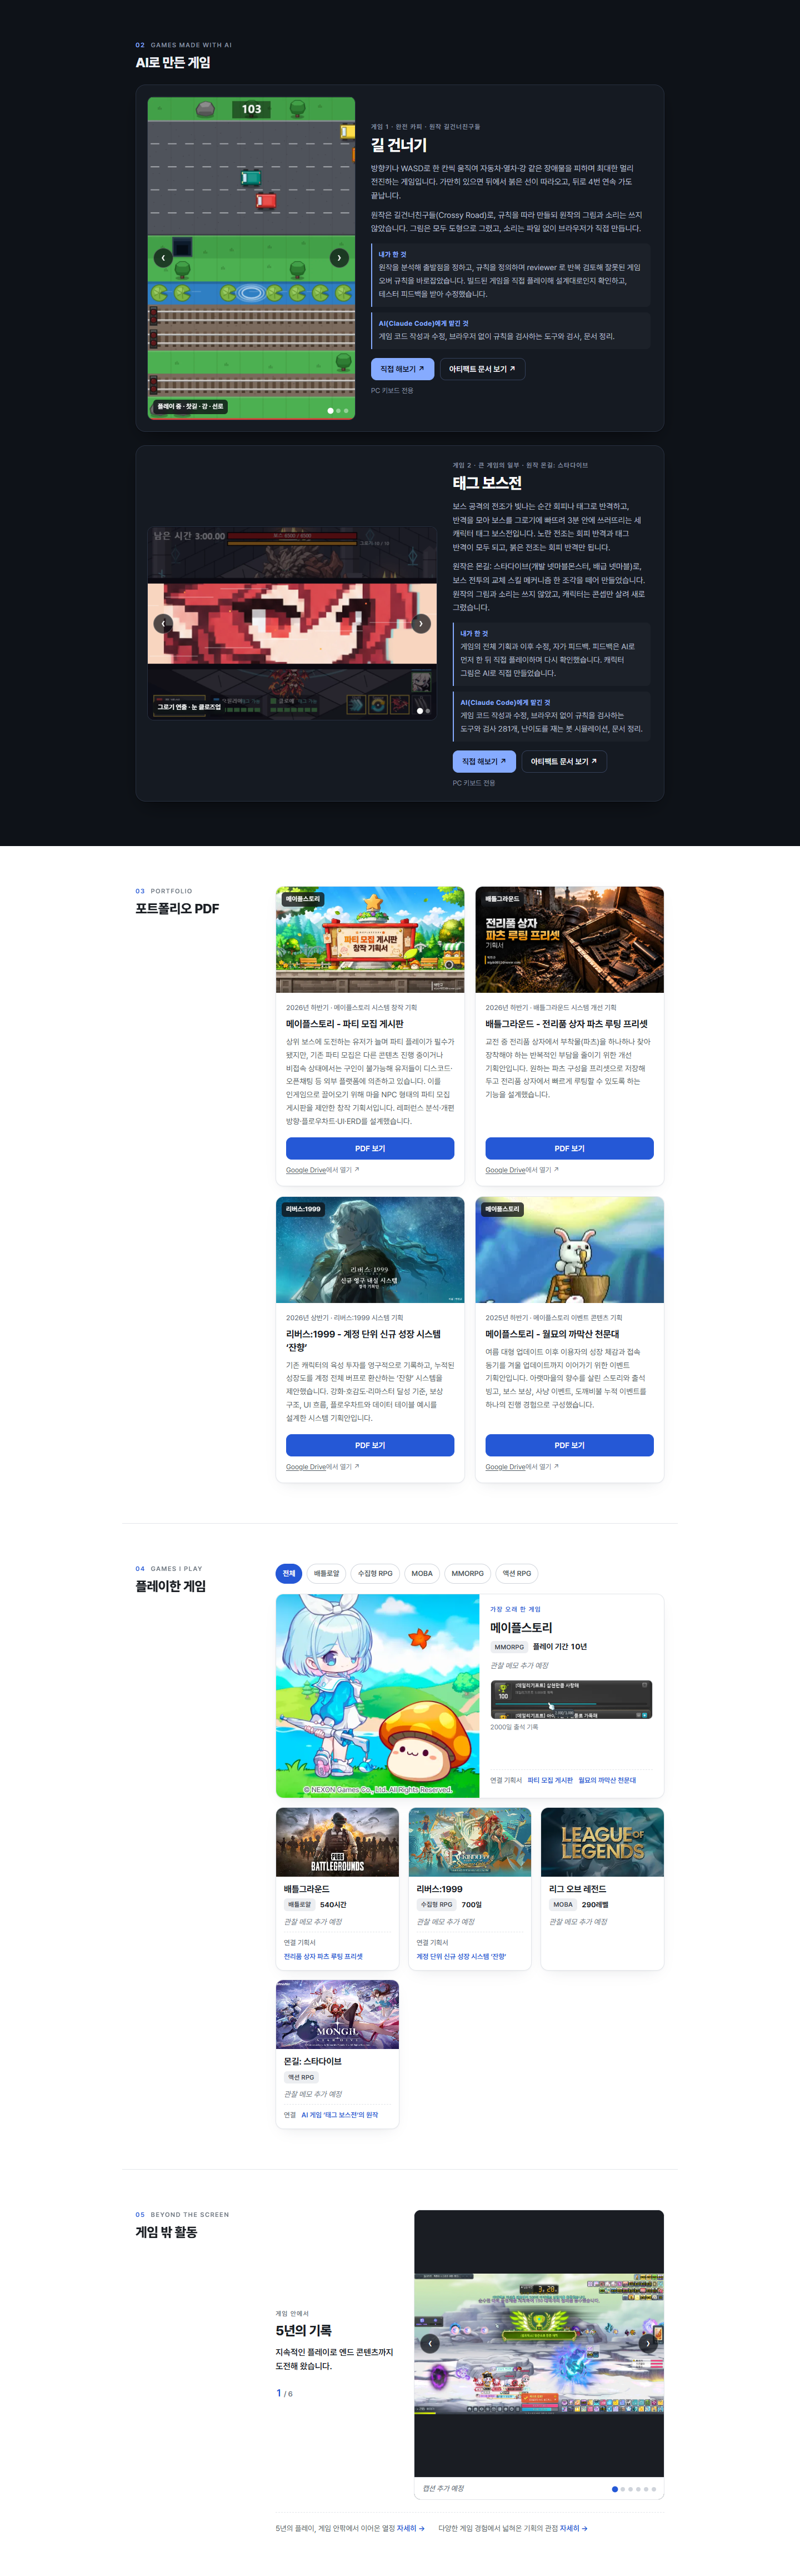 02 GAMES MADE WITH AI
AI로 만든 게임
103
플레이 중 · 찻길 · 강 · 선로
게임 1 · 한판 카피 · 원작 길건너친구들
길 건너기
방향키나 WASD로 한 칸씩 움직여 자동차·열차·강 같은 장애물을 피하며 최대한 멀리
전진하는 게임입니다. 가만히 있으면 뒤에서 붉은 선이 따라오고, 뒤로 4번 연속 가도
끝납니다.
원작은 길건너친구들(Crossy Road)로, 규칙을 따라 만들되 원작의 그림과 소리는 쓰지
않았습니다. 그림은 모두 도형으로 그렸고, 소리는 파일 없이 브라우저가 직접 만듭니다.
내가 한 것
원작을 분석해 출발점을 정하고, 규칙을 정의하며 reviewer 로 반복 검토해 잘못된 게임
오버 규칙을 바로잡았습니다. 빌드된 게임을 직접 플레이해 설계대로인지 확인하고,
테스터 피드백을 받아 수정했습니다.
AI(Claude Code)에게 맡긴 것
게임 코드 작성과 수정, 브라우저 없이 규칙을 검사하는 도구와 검사, 문서 정리.
직접 해보기 ↗
아티팩트 문서 보기 ↗
PC 키보드 전용
남은 시간 3:00.00
그로기 연출 · 눈 클로즈업
게임 2 · 큰 게임의 일부 · 원작 몬길: 스타다이브
태그 보스전
보스 공격의 전조가 빛나는 순간 회피나 태그로 반격하고,
반격을 모아 보스를 그로기에 빠뜨려 3분 안에 쓰러뜨리는 세
캐릭터 태그 보스전입니다. 노란 전조는 회피 반격과 태그
반격이 모두 되고, 붉은 전조는 회피 반격만 됩니다.
원작은 몬길: 스타다이브(개발 넷마블몬스터, 배급 넷마블)로,
보스 전투의 교체 스킬 메커니즘 한 조각을 떼어 만들었습니다.
원작의 그림과 소리는 쓰지 않았고, 캐릭터는 콘셉만 살려 새로
그렸습니다.
내가 한 것
게임의 전체 기획과 이후 수정, 자가 피드백. 피드백은 AI로
먼저 한 뒤 직접 플레이하며 다시 확인했습니다. 캐릭터
그림은 AI로 직접 만들었습니다.
AI(Claude Code)에게 맡긴 것
게임 코드 작성과 수정, 브라우저 없이 규칙을 검사하는
도구와 검사 281개, 난이도를 재는 봇 시뮬레이션, 문서 정리.
직접 해보기 ↗
아티팩트 문서 보기 ↗
PC 키보드 전용
03 PORTFOLIO
포트폴리오 PDF
메이플스토리
파티 모집 게시판
창작 기획서
2026년 하반기 · 메이플스토리 시스템 창작 기획
메이플스토리 - 파티 모집 게시판
상위 보스에 도전하는 유저가 늘며 파티 플레이가 필수가
됐지만, 기존 파티 모집은 다른 콘텐츠 진행 중이거나
비접속 상태에서는 구인이 불가능해 유저들이 디스코드·
오픈채팅 등 외부 플랫폼에 의존하고 있습니다. 이를
인게임으로 끌어오기 위해 마을 NPC 형태의 파티 모집
게시판을 제안한 창작 기획서입니다. 레퍼런스 분석·개편
방향·플로우차트·UI·ERD를 설계했습니다.
PDF 보기
Google Drive에서 열기 ↗
배틀그라운드
전리품 상자
파츠 루팅 프리셋
기획서
2026년 하반기 · 배틀그라운드 시스템 개선 기획
배틀그라운드 - 전리품 상자 파츠 루팅 프리셋
교전 중 전리품 상자에서 부착물(파츠)을 하나하나 찾아
장착해야 하는 반복적인 부담을 줄이기 위한 개선
기획안입니다. 원하는 파츠 구성을 프리셋으로 저장해
두고 전리품 상자에서 빠르게 루팅할 수 있도록 하는
기능을 설계했습니다.
PDF 보기
Google Drive에서 열기 ↗
리버스:1999
리버스:1999
신규 영구 내실 시스템
2026년 상반기 · 리버스:1999 시스템 기획
리버스:1999 - 계정 단위 신규 성장 시스템
‘잔향’
기존 캐릭터의 육성 투자를 영구적으로 기록하고, 누적된
성장도를 계정 전체 버프로 환산하는 ‘잔향’ 시스템을
제안했습니다. 강화·호감도·리마스터 달성 기준, 보상
구조, UI 흐름, 플로우차트와 데이터 테이블 예시를
설계한 시스템 기획안입니다.
PDF 보기
Google Drive에서 열기 ↗
메이플스토리
2025년 하반기 · 메이플스토리 이벤트 콘텐츠 기획
메이플스토리 - 월묘의 까막산 천문대
여름 대형 업데이트 이후 이용자의 성장 체감과 접속
동기를 겨울 업데이트까지 이어가기 위한 이벤트
기획안입니다. 아랫마을의 향수를 살린 스토리와 출석
빙고, 보스 보상, 사냥 이벤트, 도깨비불 누적 이벤트를
하나의 진행 경험으로 구성했습니다.
PDF 보기
Google Drive에서 열기 ↗
04 GAMES I PLAY
플레이한 게임
전체
배틀로얄
수집형 RPG
MOBA
MMORPG
액션 RPG
© NEXON Games Co., Ltd. All Rights Reserved.
가장 오래 한 게임
메이플스토리
MMORPG 플레이 기간 10년
관찰 메모 추가 예정
100
2000일 출석 기록
연결 기획서 파티 모집 게시판 월묘의 까막산 천문대
PUBG
BATTLEGROUNDS
배틀그라운드
배틀로얄 540시간
관찰 메모 추가 예정
연결 기획서
전리품 상자 파츠 루팅 프리셋
리버스:1999
수집형 RPG 700일
관찰 메모 추가 예정
연결 기획서
계정 단위 신규 성장 시스템 ‘잔향’
LEAGUE OF
LEGENDS
리그 오브 레전드
MOBA 290레벨
관찰 메모 추가 예정
MONGIL
몬길: 스타다이브
액션 RPG
관찰 메모 추가 예정
연결 AI 게임 ‘태그 보스전’의 원작
05 BEYOND THE SCREEN
게임 밖 활동
게임 안에서
5년의 기록
지속적인 플레이로 엔드 콘텐츠까지
도전해 왔습니다.
1 / 6
캡션 추가 예정
5년의 플레이, 게임 안팎에서 이어온 열정 자세히 →
다양한 게임 경험에서 넓혀온 기획의 관점 자세히 →